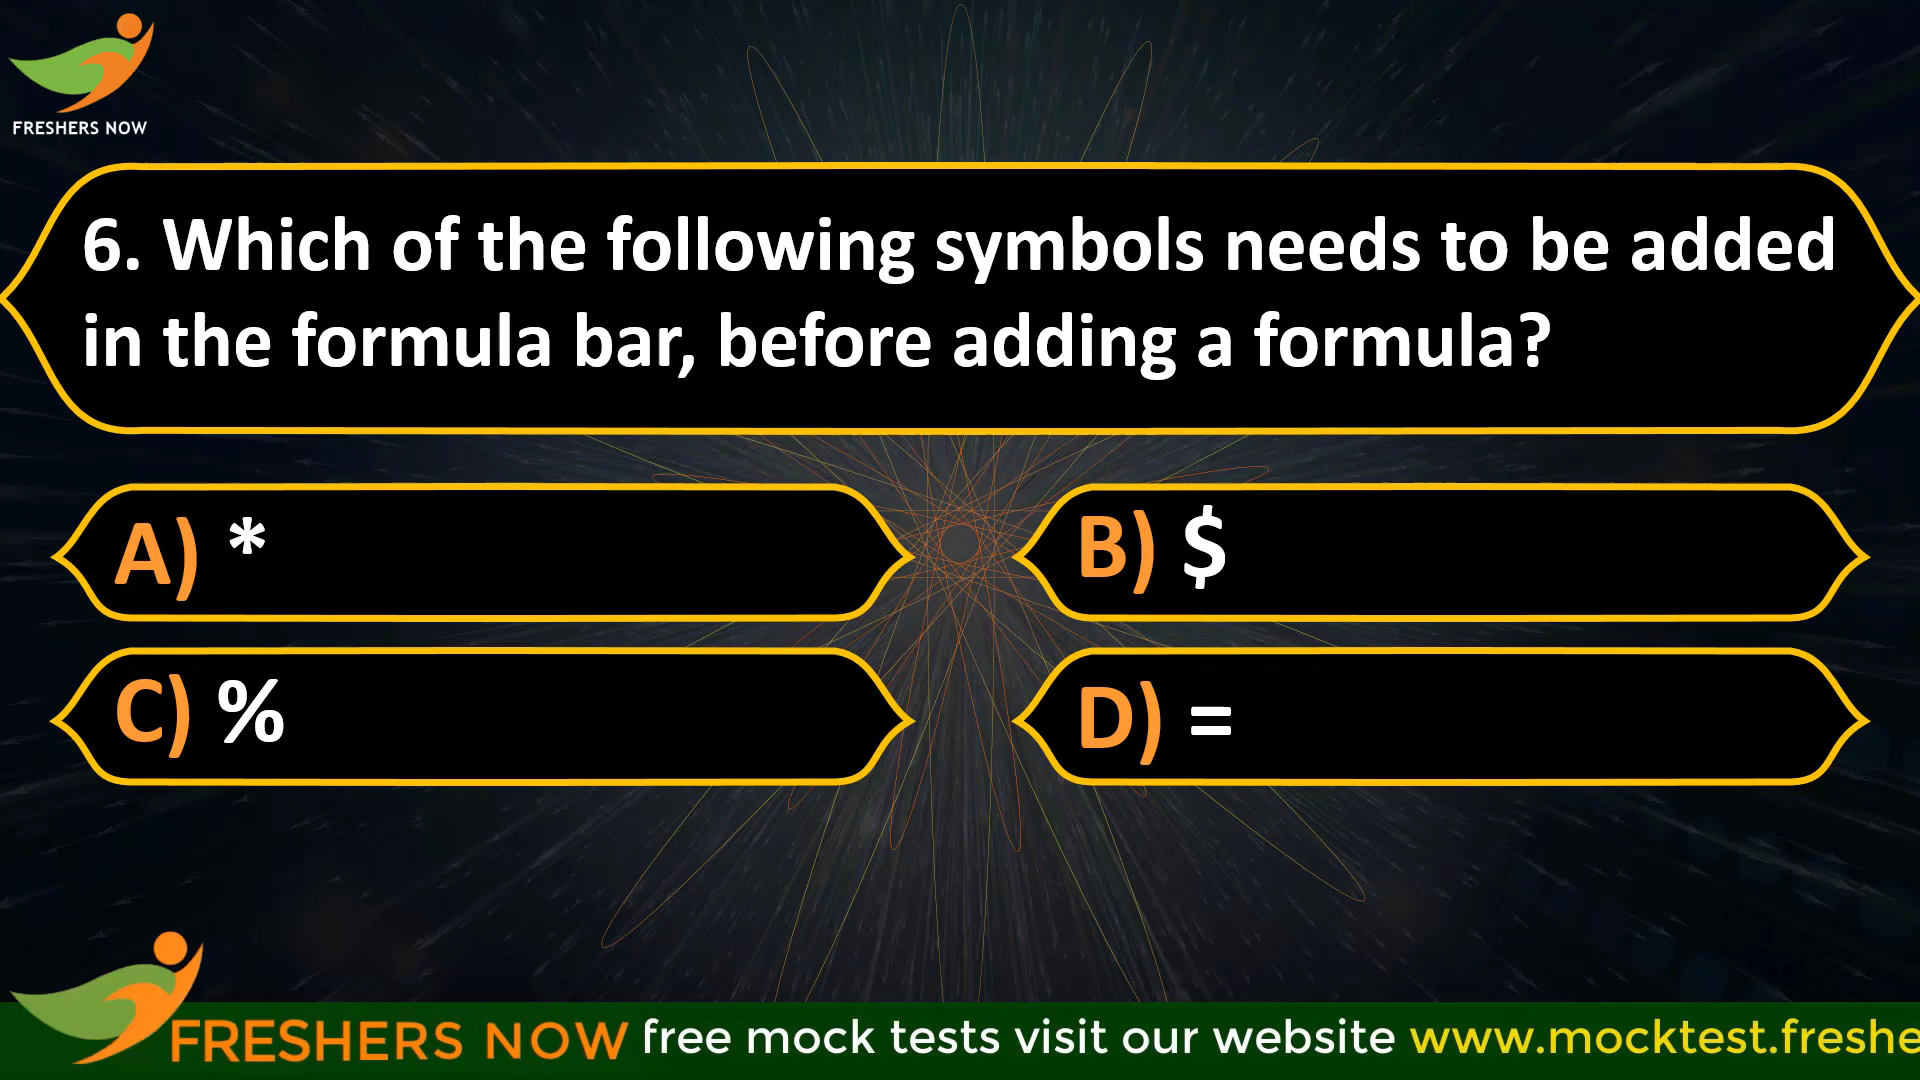 FRESHERS NOW
6. Which of the following symbols needs to be added
in the formula bar, before adding a formula?
A) *
B) $
C) %
D) =
FRESHERS NOW free mock tests visit our website www.mocktest.freshe